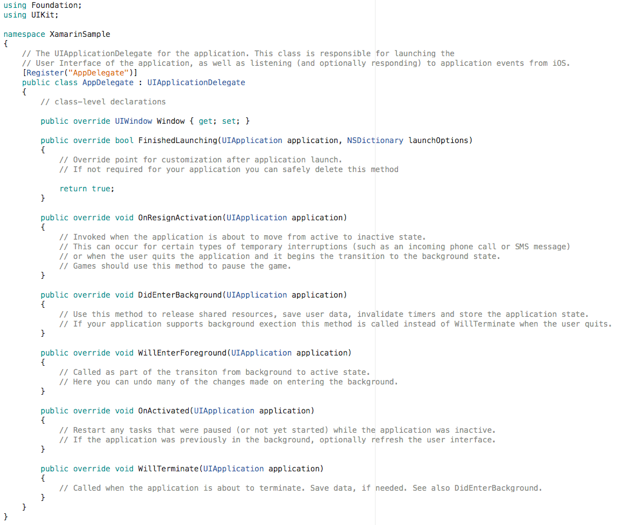 using Foundation;
using UIKit;
namespace XamarinSample
{
// The UIApplicationDelegate for the application. This class is responsible for launching the
// User Interface of the application, as well as listening (and optionally responding) to application events from iOS.
[Register("AppDelegate")]
public class AppDelegate : UIApplicationDelegate
{
// class-level declarations
public override UIWindow Window { get; set; }
public override bool FinishedLaunching(UIApplication application, NSDictionary launchOptions)
{
// Override point for customization after application launch.
// If not required for your application you can safely delete this method
return true;
}
public override void OnResignActivation(UIApplication application)
{
// Invoked when the application is about to move from active to inactive state.
// This can occur for certain types of temporary interruptions (such as an incoming phone call or SMS message)
// or when the user quits the application and it begins the transition to the background state.
// Games should use this method to pause the game.
}
public override void DidEnterBackground(UIApplication application)
{
// Use this method to release shared resources, save user data, invalidate timers and store the application state.
// If your application supports background exection this method is called instead of WillTerminate when the user quits.
}
public override void WillEnterForeground(UIApplication application)
{
// Called as part of the transiton from background to active state.
// Here you can undo many of the changes made on entering the background.
}
public override void OnActivated(UIApplication application)
{
// Restart any tasks that were paused (or not yet started) while the application was inactive.
// If the application was previously in the background, optionally refresh the user interface.
}
public override void WillTerminate(UIApplication application)
{
// Called when the application is about to terminate. Save data, if needed. See also DidEnterBackground.
}
}
}